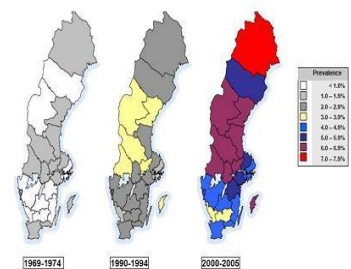 Prevalence
< 1.0%
1.0 – 1.9%
2.0 – 2.9%
3.0 – 3.9%
4.0 – 4.9%
5.0 – 5.9%
6.0 – 6.9%
7.0 – 7.9%
1969-1974
1990-1994
2000-2005